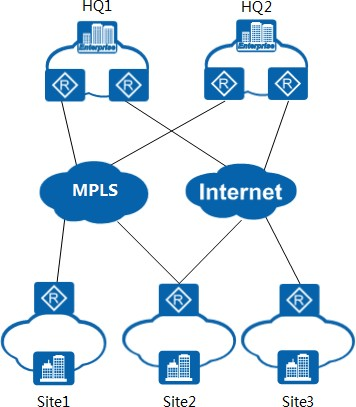 HQ1
HQ2
Enterprise
Enterprise
R
R
R
R
MPLS
Internet
R
R
R
Site1
Site2
Site3